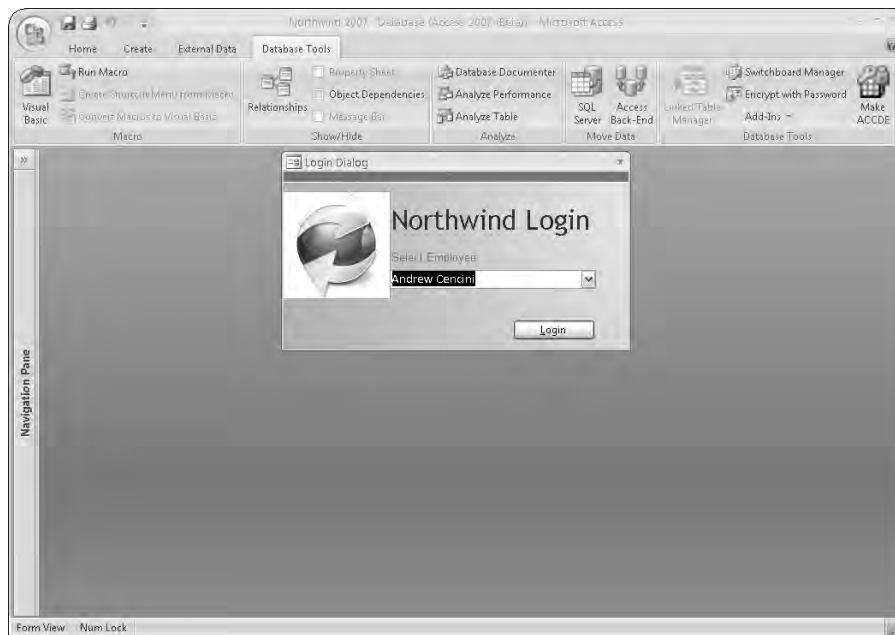 Northwind 2007 : Database (Access 2007 (Beta)) - Microsoft Access
Home Create External Data Database Tools
Visual Basic
Run Macro
Create Shortcut Menu from Macro
Convert Macros to Visual Basic
Macro
Relationships
Property Sheet
Object Dependencies
Message Bar
Show/Hide
Database Documenter
Analyze Performance
Analyze Table
Analyze
SQL Server
Access Back-End
Move Data
Linked Table Manager
Switchboard Manager
Encrypt with Password
Add-Ins
Make ACCDE
Database Tools
Login Dialog
Northwind Login
Select Employee
Andrew Cencini
Login
Navigation Pane
Form View Num Lock